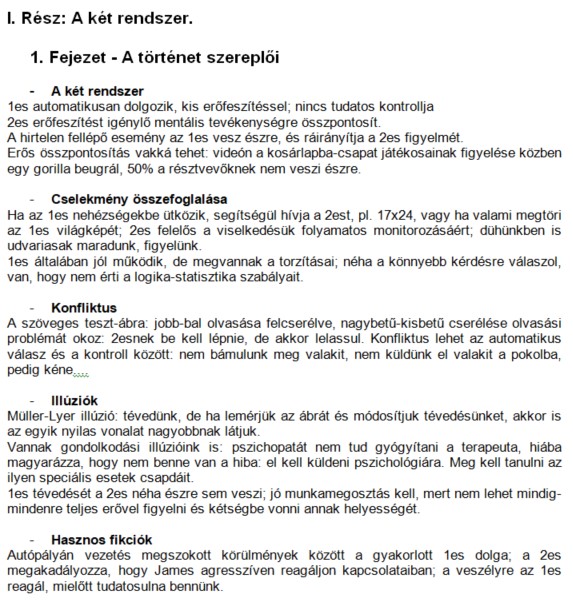 I. Rész: A két rendszer.
1. Fejezet - A történet szereplői
- A két rendszer
1es automatikusan dolgozik, kis erőfeszítéssel; nincs tudatos kontrollja
2es erőfeszítést igénylő mentális tevékenységre összpontosít.
A hirtelen fellépő esemény az 1es vesz észre, és ráirányítja a 2es figyelmét.
Erős összpontosítás vakká tehet: videón a kosárlapba-csapat játékosainak figyelése közben
egy gorilla beugrál, 50% a résztvevőknek nem veszi észre.
- Cselekmény összefoglalása
Ha az 1es nehézségekbe ütközik, segítségül hívja a 2est, pl. 17x24, vagy ha valami megtöri
az 1es világképét; 2es felelős a viselkedésük folyamatos monitorozásáért; dühünkben is
udvariasak maradunk, figyelünk.
1es általában jól működik, de megvannak a torzításai; néha a könnyebb kérdésre válaszol,
van, hogy nem érti a logika-statisztika szabályait.
- Konfliktus
A szöveges teszt-ábra: jobb-bal olvasása felcserélve, nagybetű-kisbetű cserélése olvasási
problémát okoz: 2esnek be kell lépnie, de akkor lelassul. Konfliktus lehet az automatikus
válasz és a kontroll között: nem bámulunk meg valakit, nem küldünk el valakit a pokolba,
pedig kéne....
- Illúziók
Müller-Lyer illúzió: tévedünk, de ha lemérjük az ábrát és módosítjuk tévedésünket, akkor is
az egyik nyilas vonalat nagyobbnak látjuk.
Vannak gondolkodási illúzióink is: pszichopatát nem tud gyógyítani a terapeuta, hiába
magyarázza, hogy nem benne van a hiba: el kell küldeni pszichológiára. Meg kell tanulni az
ilyen speciális esetek csapdáit.
1es tévedését a 2es néha észre sem veszi; jó munkamegosztás kell, mert nem lehet mindig-
mindenre teljes erővel figyelni és kétségbe vonni annak helyességét.
- Hasznos fikciók
Autópályán vezetés megszokott körülmények között a gyakorlott 1es dolga; a 2es
megakadályozza, hogy James agresszíven reagáljon kapcsolataiban; a veszélyre az 1es
reagál, mielőtt tudatosulna bennünk.